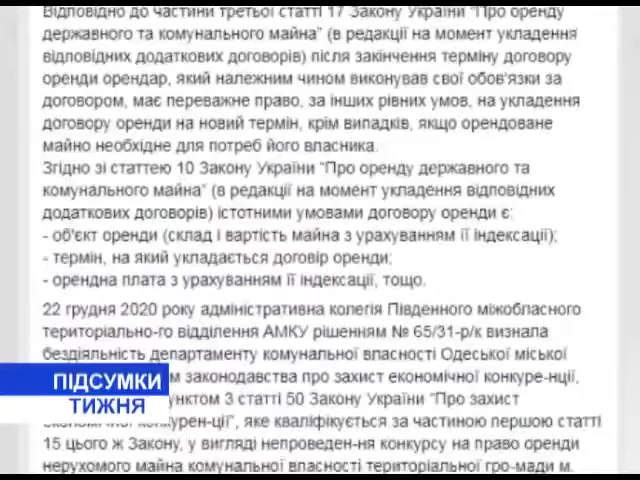 Відповідно до частини третьої статті 17 Закону України "Про оренду
державного та комунального майна" (в редакції на момент укладення
відповідних додаткових договорів) після закінчення терміну договору
оренди орендар, який належним чином виконував свої обов'язки за
договором, має переважне право, за інших рівних умов, на укладення
договору оренди на новий термін, крім випадків, якщо орендоване
майно необхідне для потреб його власника.
Згідно зі статтею 10 Закону України "Про оренду державного та
комунального майна" (в редакції на момент укладення відповідних
додаткових договорів) істотними умовами договору оренди є:
- об'єкт оренди (склад і вартість майна з урахуванням її індексації);
- термін, на який укладається договір оренди;
- орендна плата з урахуванням її індексації, тощо.
22 грудня 2020 року адміністративна колегія Південного міжобласного
територіально-го відділення АМКУ рішенням № 65/31-р/к визнала
бездіяльність департаменту комунальної власності Одеської міської
м законодавства про захист економічної конкуре-нції,
унктом 3 статті 50 Закону України "Про захист
економічної конкурен-ції", яке кваліфікується за частиною першою статті
15 цього ж Закону, у вигляді непроведен-ня конкурсу на право оренди
нерухомого майна комунальної власності територіальної гро-мади м.
ПІДСУМКИ
ТИЖНЯ